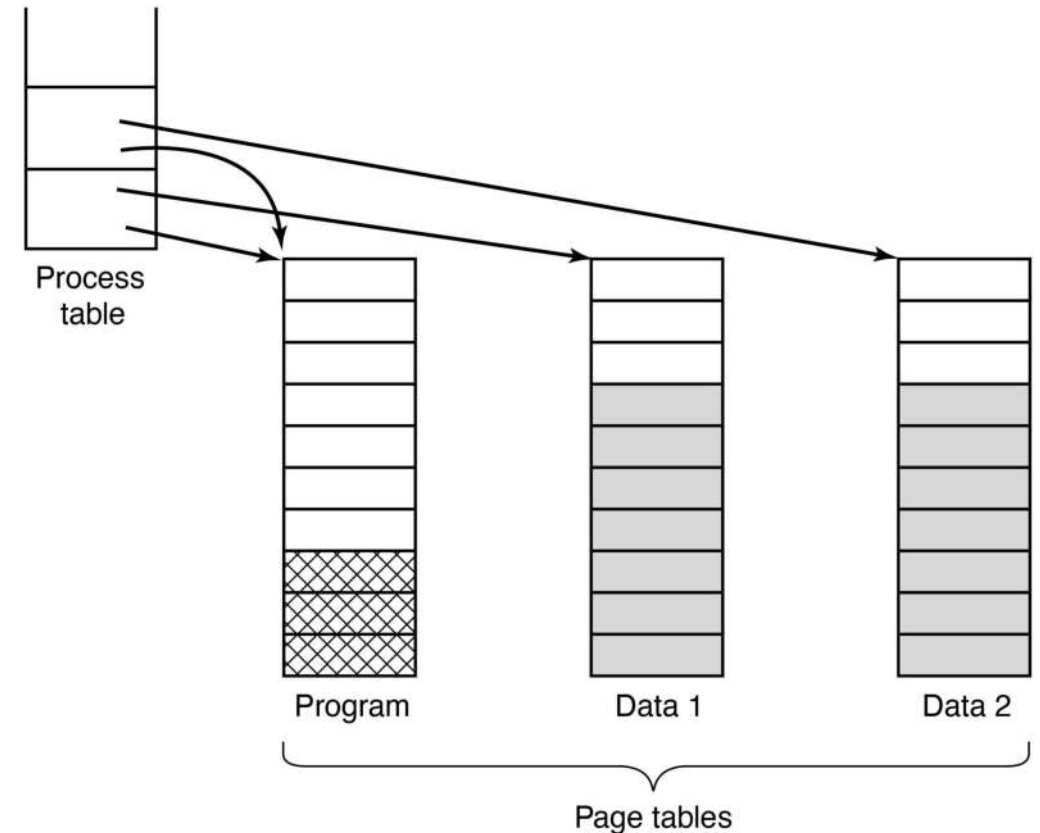 Process
table
Program
Data 1
Data 2
Page tables